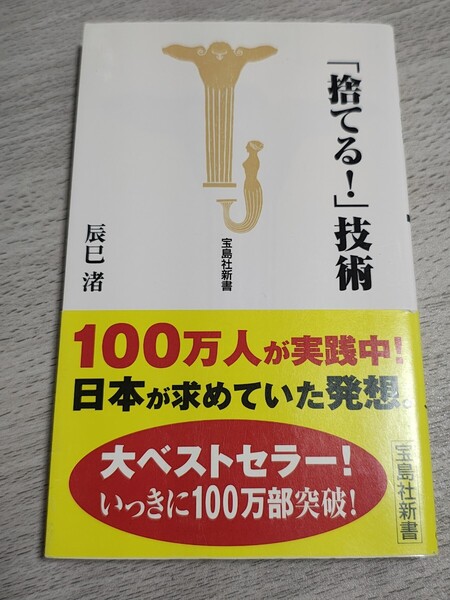 「捨てる!」技術
宝島社新書
辰巳 渚
100万人が実践中!
日本が求めていた発想。
大ベストセラー!
いっきに100万部突破!
宝島社新書